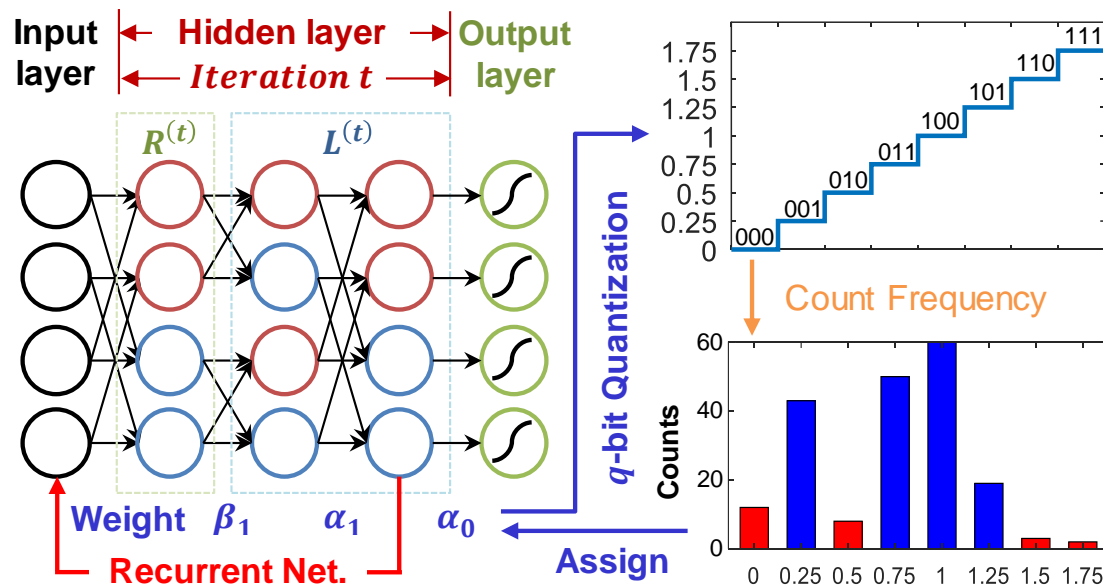 Input
layer
Hidden layer
Iteration t
Output
layer
R^(t)
L^(t)
Weight
β₁
α₁
α₀
Recurrent Net.
q-bit Quantization
Assign
1.75
1.5
1.25
1
0.75
0.5
0.25
0
000
001
010
011
100
101
110
111
Count Frequency
Counts
60
40
20
0
0 0.25 0.5 0.75 1 1.25 1.5 1.75